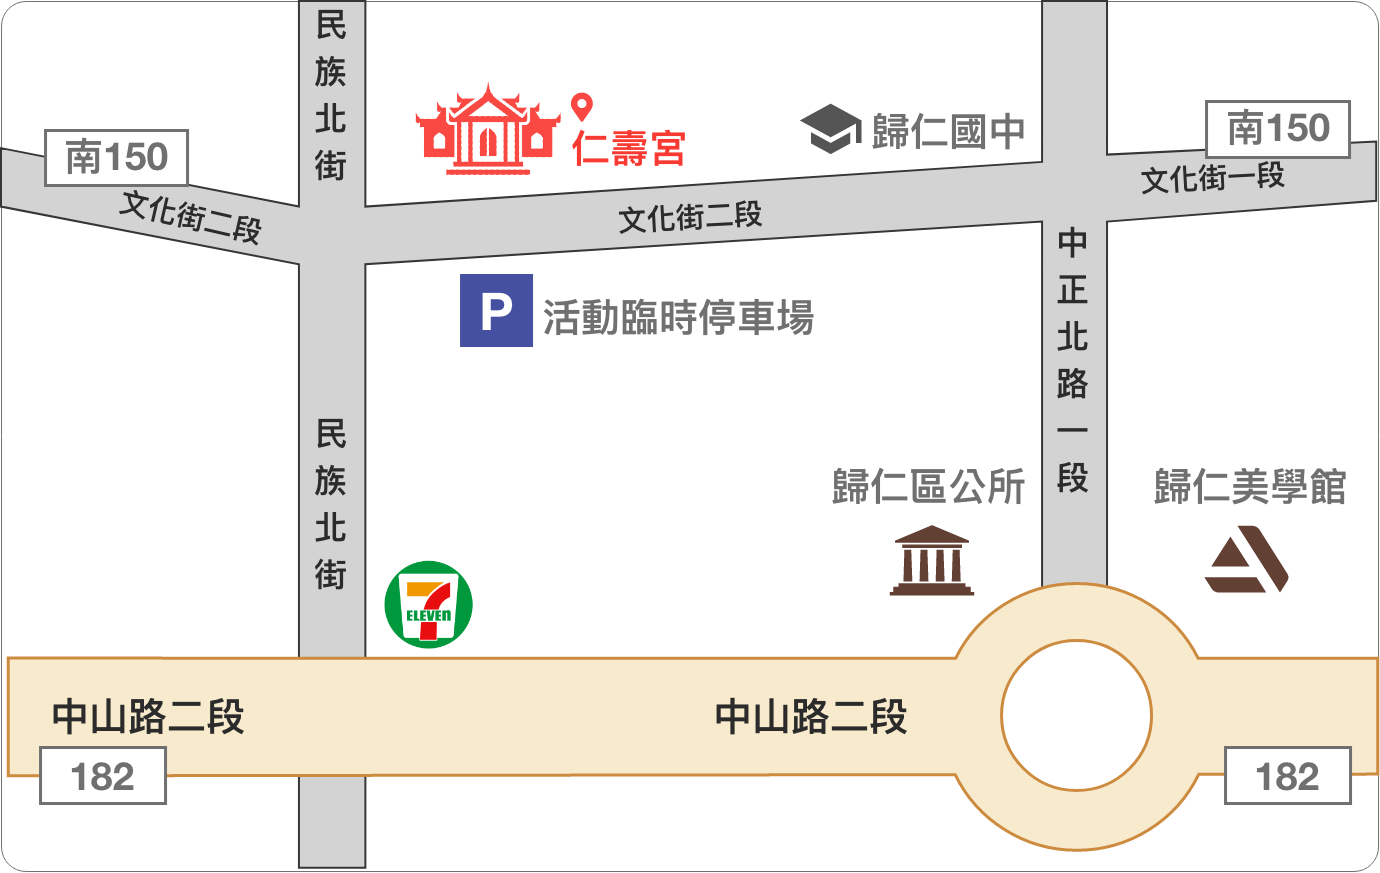 民族北街
仁壽宮
歸仁國中
南150
南150
文化街二段
文化街二段
文化街一段
中正北路一段
P
活動臨時停車場
民族北街
歸仁區公所
歸仁美學館
7
ELEVEn
中山路二段
中山路二段
182
182